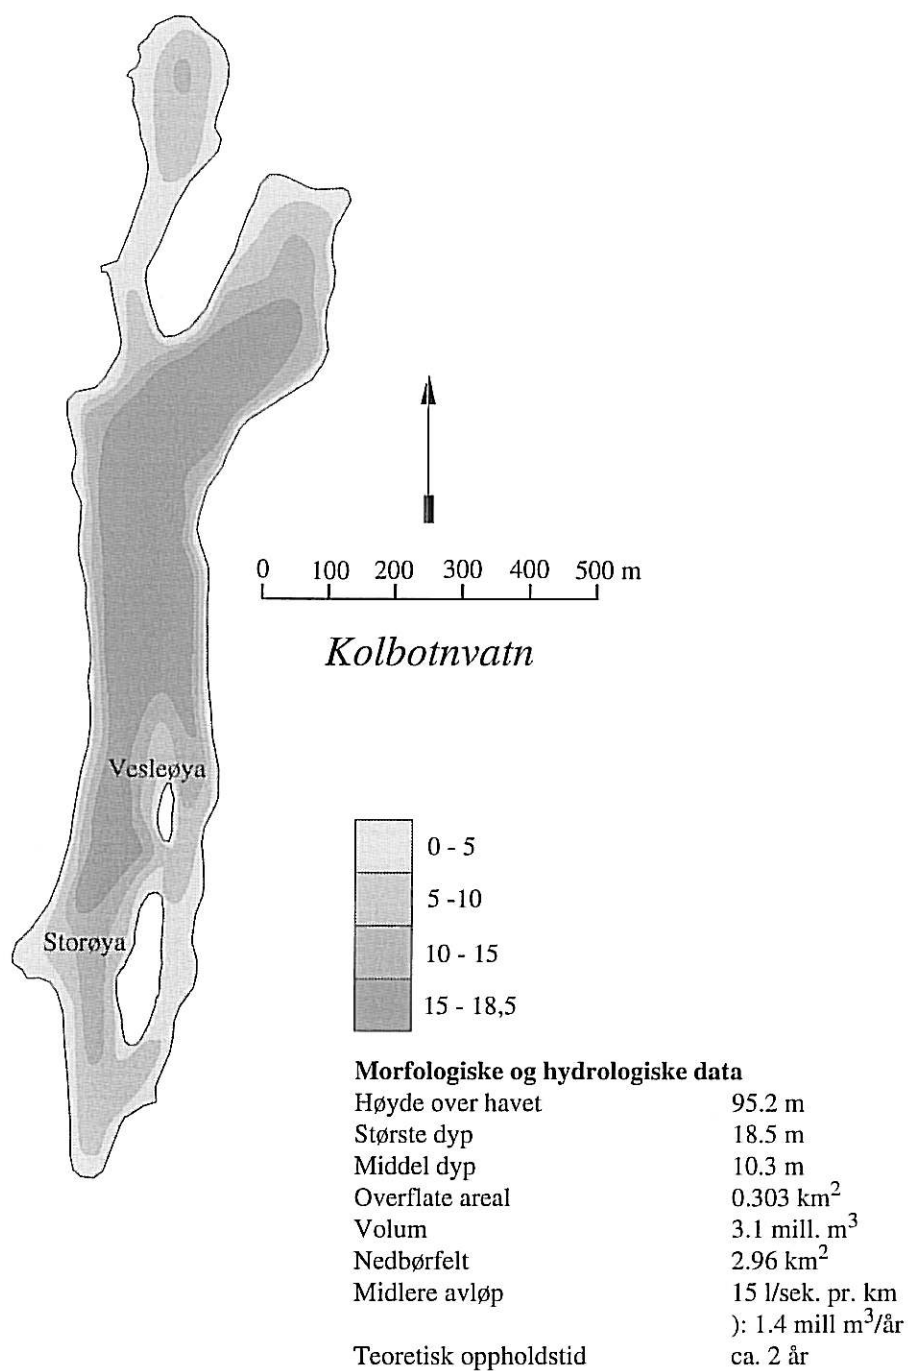 0 100 200 300 400 500 m
Kolbotnvatn
Vesleøya
Storøya
0 - 5
5 -10
10 - 15
15 - 18,5
Morfologiske og hydrologiske data
Høyde over havet 95.2 m
Største dyp 18.5 m
Middel dyp 10.3 m
Overflate areal 0.303 km²
Volum 3.1 mill. m³
Nedbørfelt 2.96 km²
Midlere avløp 15 l/sek. pr. km
): 1.4 mill m³/år
Teoretisk oppholdstid ca. 2 år